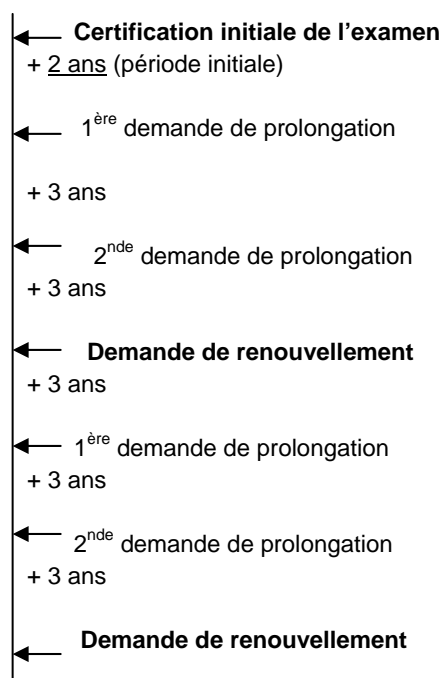 Certification initiale de l'examen
+ 2 ans (période initiale)
1ère demande de prolongation
+ 3 ans
2nde demande de prolongation
+ 3 ans
Demande de renouvellement
+ 3 ans
1ère demande de prolongation
+ 3 ans
2nde demande de prolongation
+ 3 ans
Demande de renouvellement